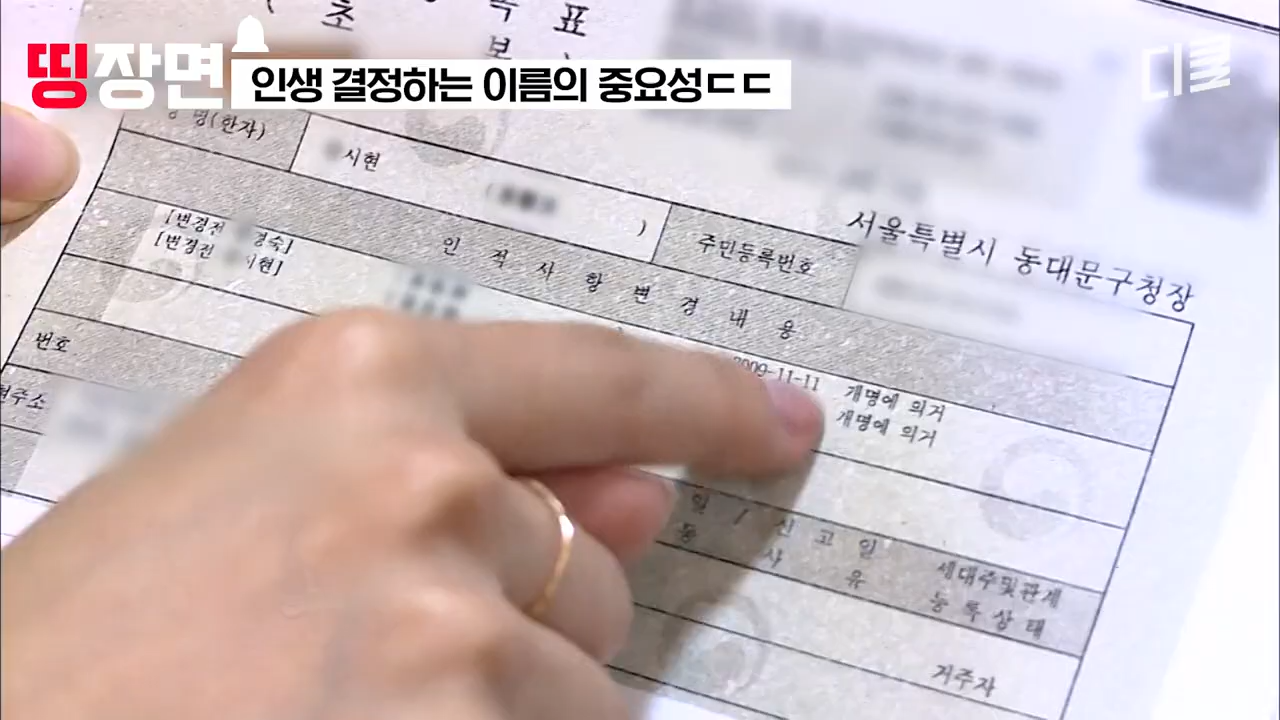 초 표
보
띵장면
디글
인생 결정하는 이름의 중요성ㄷㄷ
명(한자)
시현
( )
주민등록번호
서울특별시 동대문구청장
[변경전 경숙]
[변경전 시현]
인 적 사 항 변 경 내 용
2009-11-11 개명에 의거
개명에 의거
번호
주소
일 / 신 고 일
동 사 유
세대주및관계
등 록 상 태
거주자